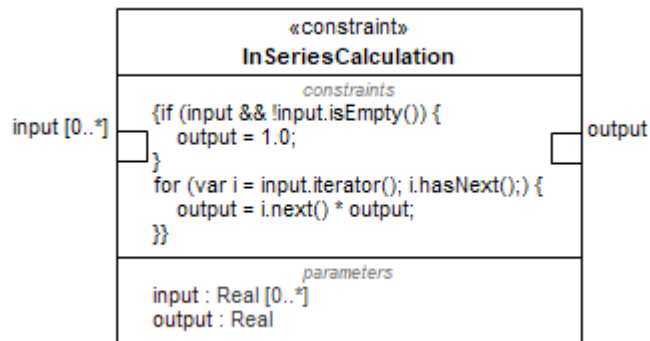 «constraint»
InSeriesCalculation
constraints
{if (input && !input.isEmpty()) {
output = 1.0;
}
for (var i = input.iterator(); i.hasNext();) {
output = i.next() * output;
}}
input [0..*]
output
parameters
input : Real [0..*]
output : Real